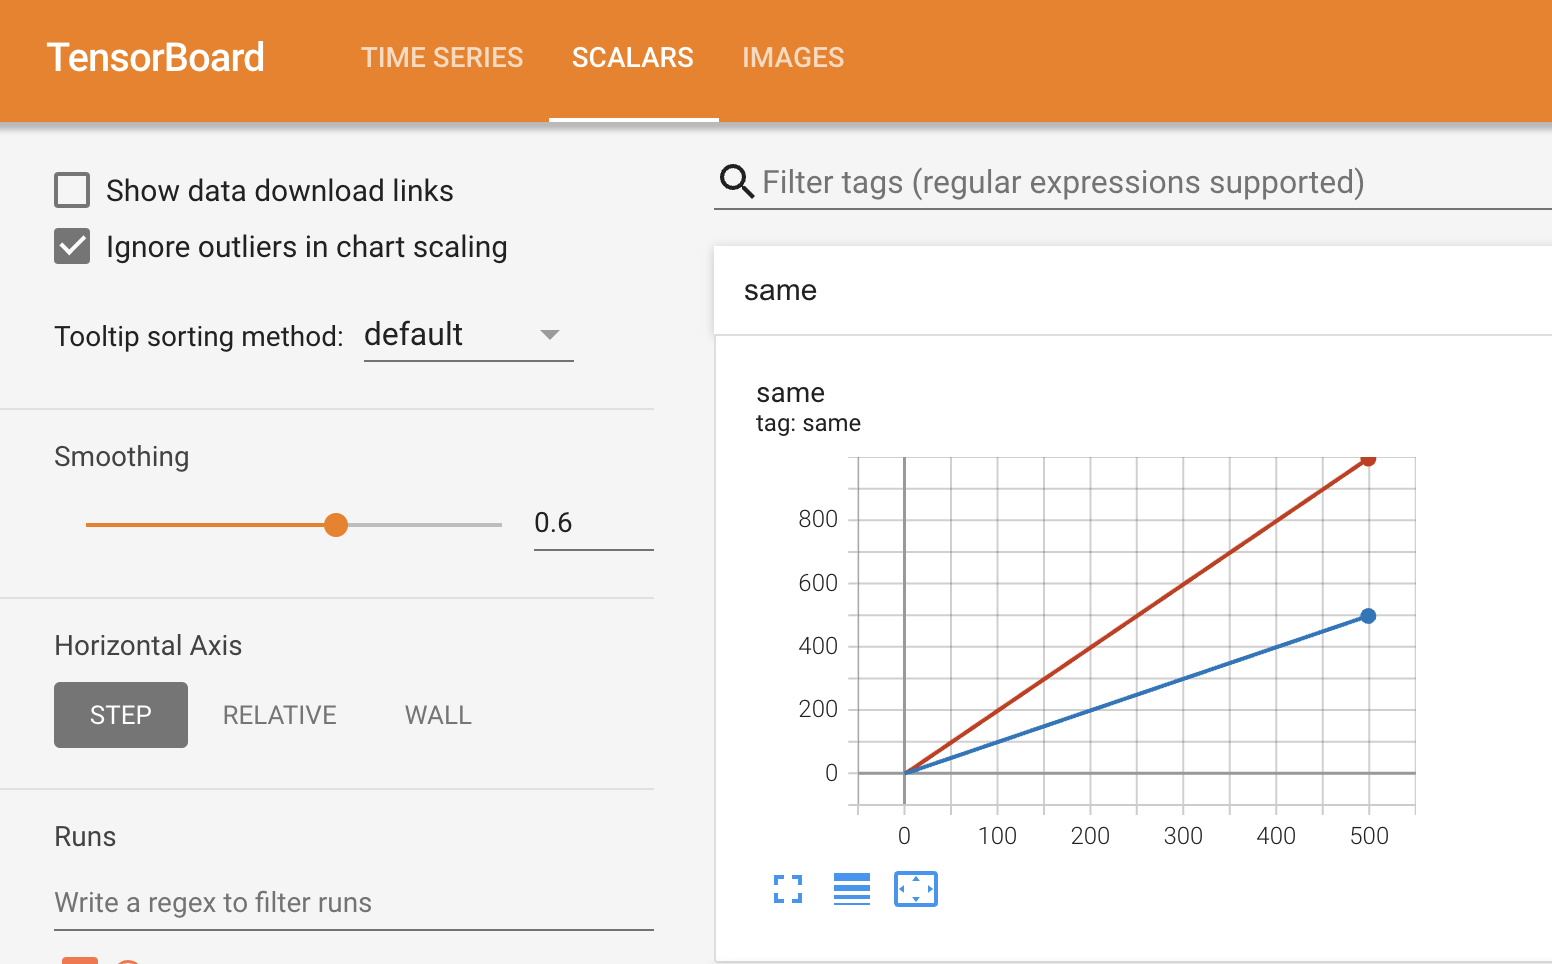 TensorBoard TIME SERIES SCALARS IMAGES
Show data download links
Ignore outliers in chart scaling
Tooltip sorting method: default
Smoothing
0.6
Horizontal Axis
STEP RELATIVE WALL
Runs
Write a regex to filter runs
Filter tags (regular expressions supported)
same
same
tag: same
800
600
400
200
0
0 100 200 300 400 500